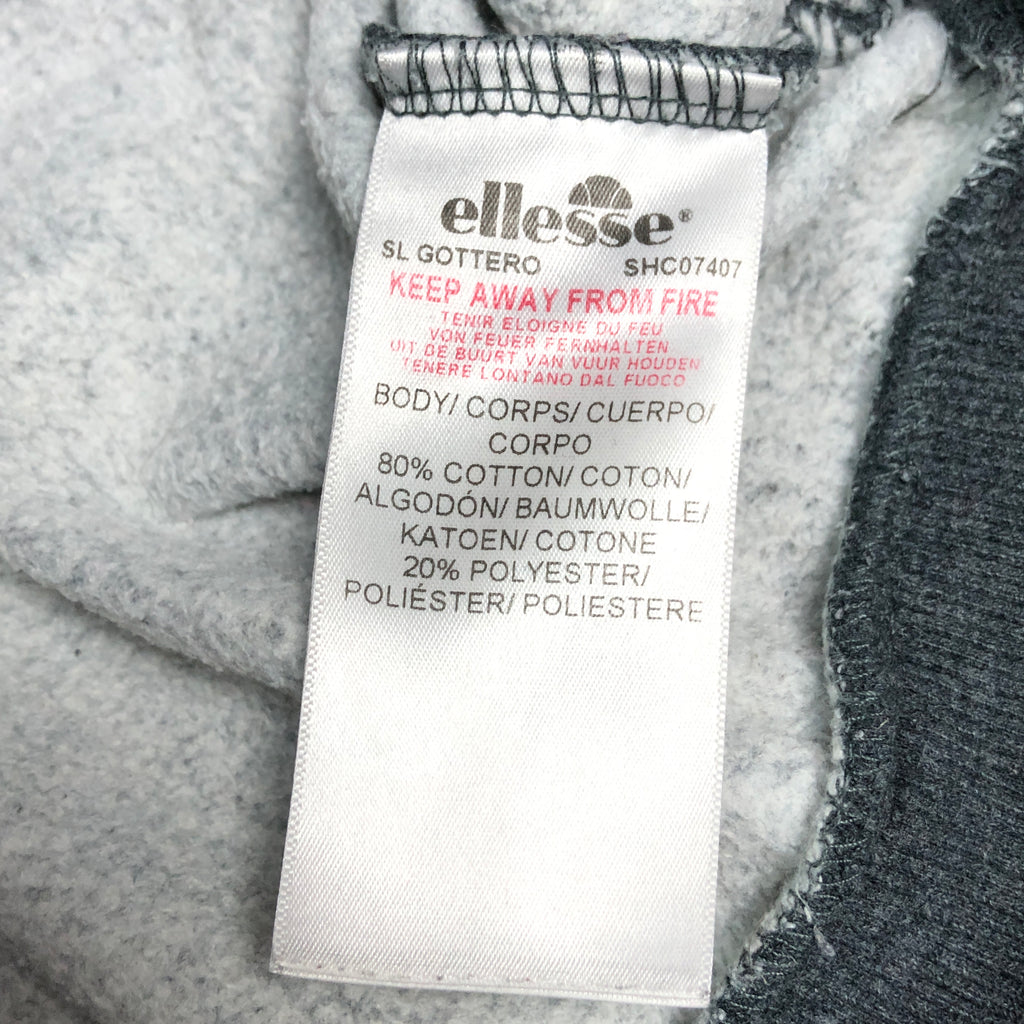 ellesse®
SL GOTTERO SHC07407
KEEP AWAY FROM FIRE
TENIR ELOIGNE DU FEU
VON FEUER FERNHALTEN
UIT DE BUURT VAN VUUR HOUDEN
TENERE LONTANO DAL FUOCO
BODY/ CORPS/ CUERPO/
CORPO
80% COTTON/ COTON/
ALGODÓN/ BAUMWOLLE/
KATOEN/ COTONE
20% POLYESTER/
POLIÉSTER/ POLIESTERE